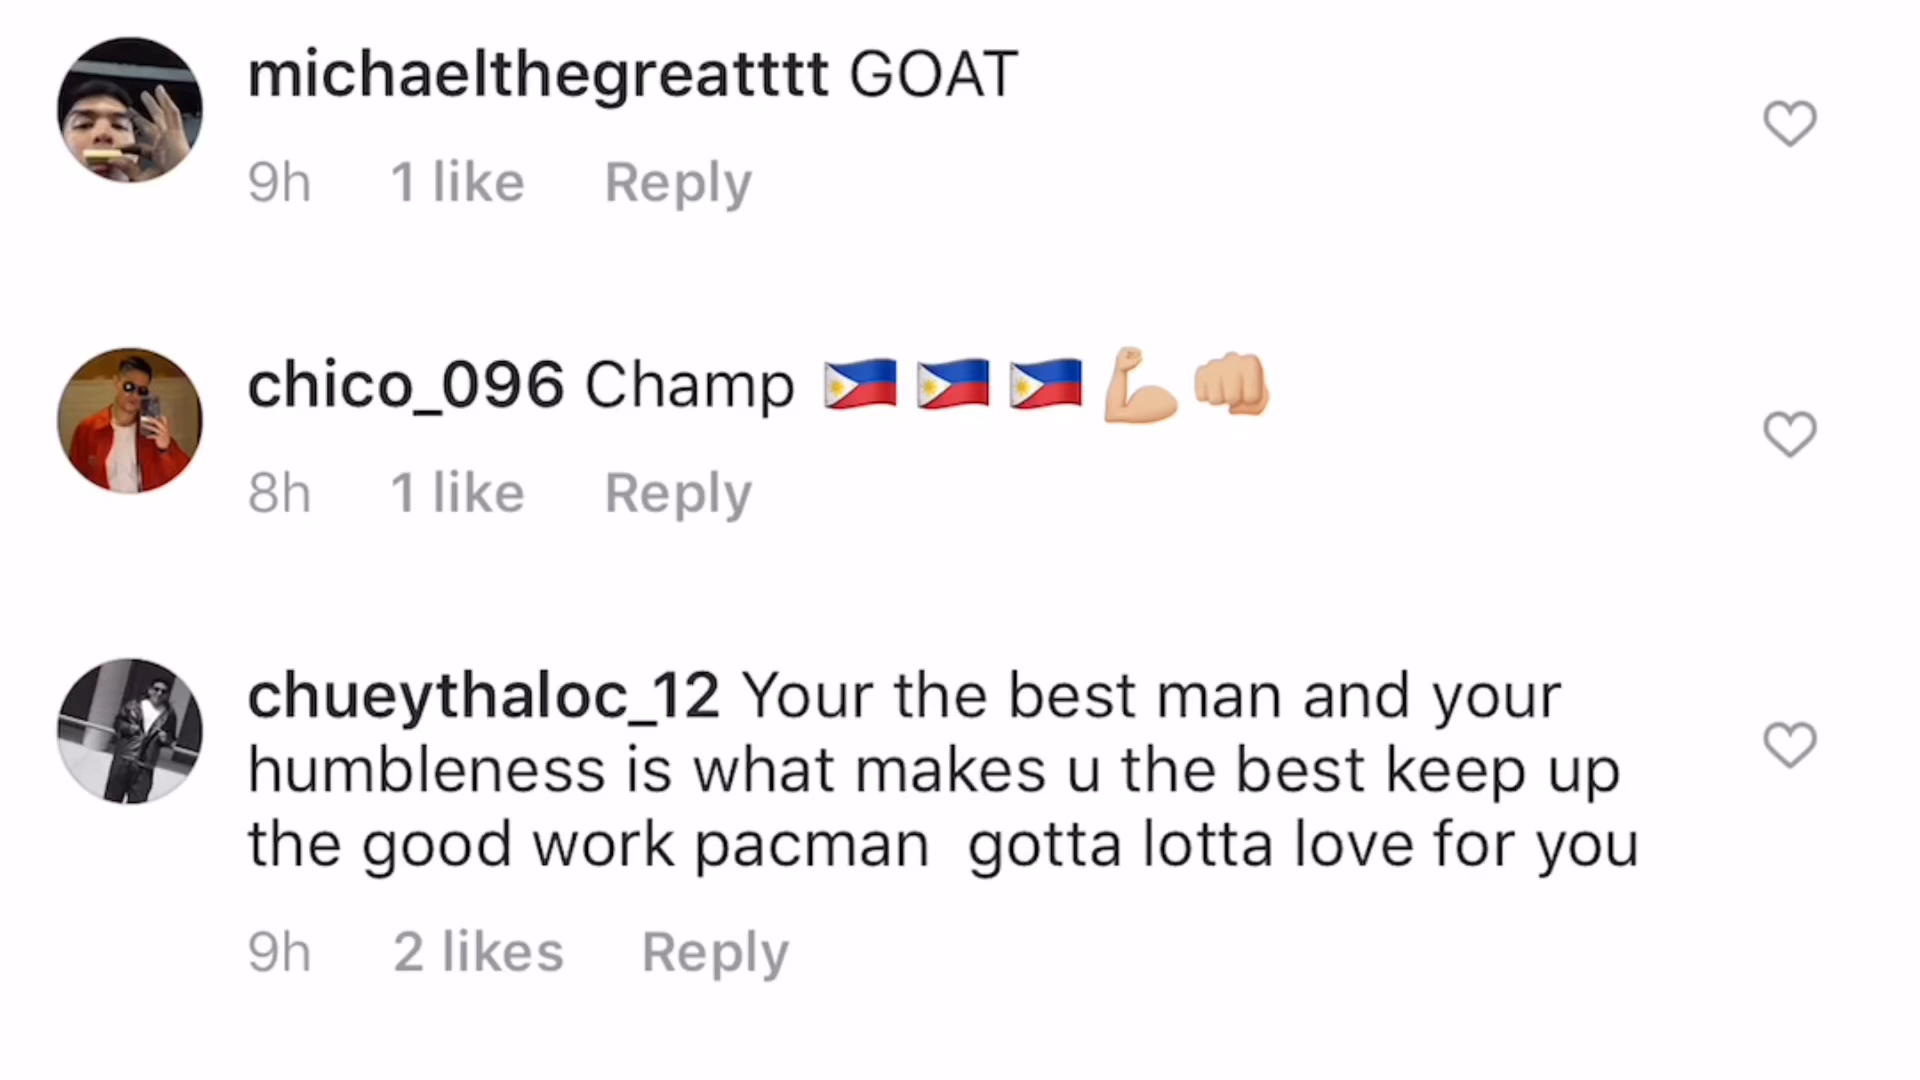 michaelthegreatttt GOAT
9h 1 like Reply
chico_096 Champ 🇵🇭🇵🇭🇵🇭💪🏼👊🏼
8h 1 like Reply
chueythaloc_12 Your the best man and your
humbleness is what makes u the best keep up
the good work pacman  gotta lotta love for you
9h 2 likes Reply